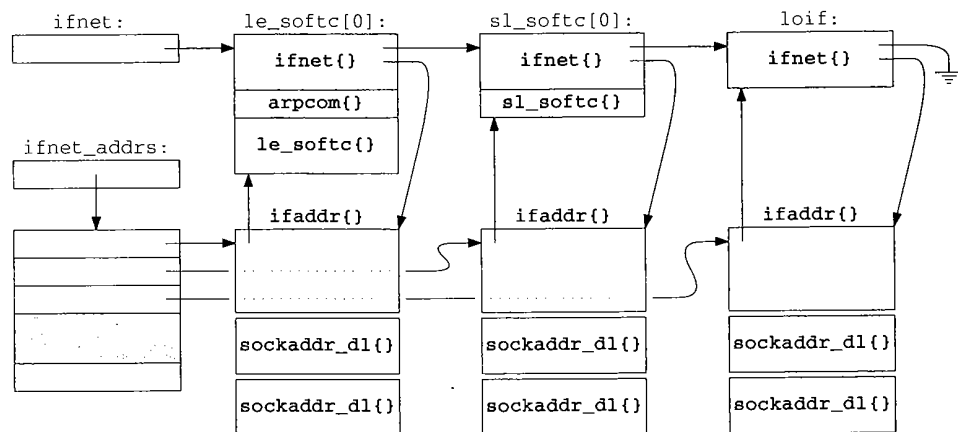 ifnet: le_softc[0]: sl_softc[0]: loif:
ifnet{} ifnet{} ifnet{}
arpcom{} sl_softc{}
le_softc{}
ifnet_addrs:
ifaddr{} ifaddr{} ifaddr{}
sockaddr_dl{} sockaddr_dl{} sockaddr_dl{}
sockaddr_dl{} sockaddr_dl{} sockaddr_dl{}